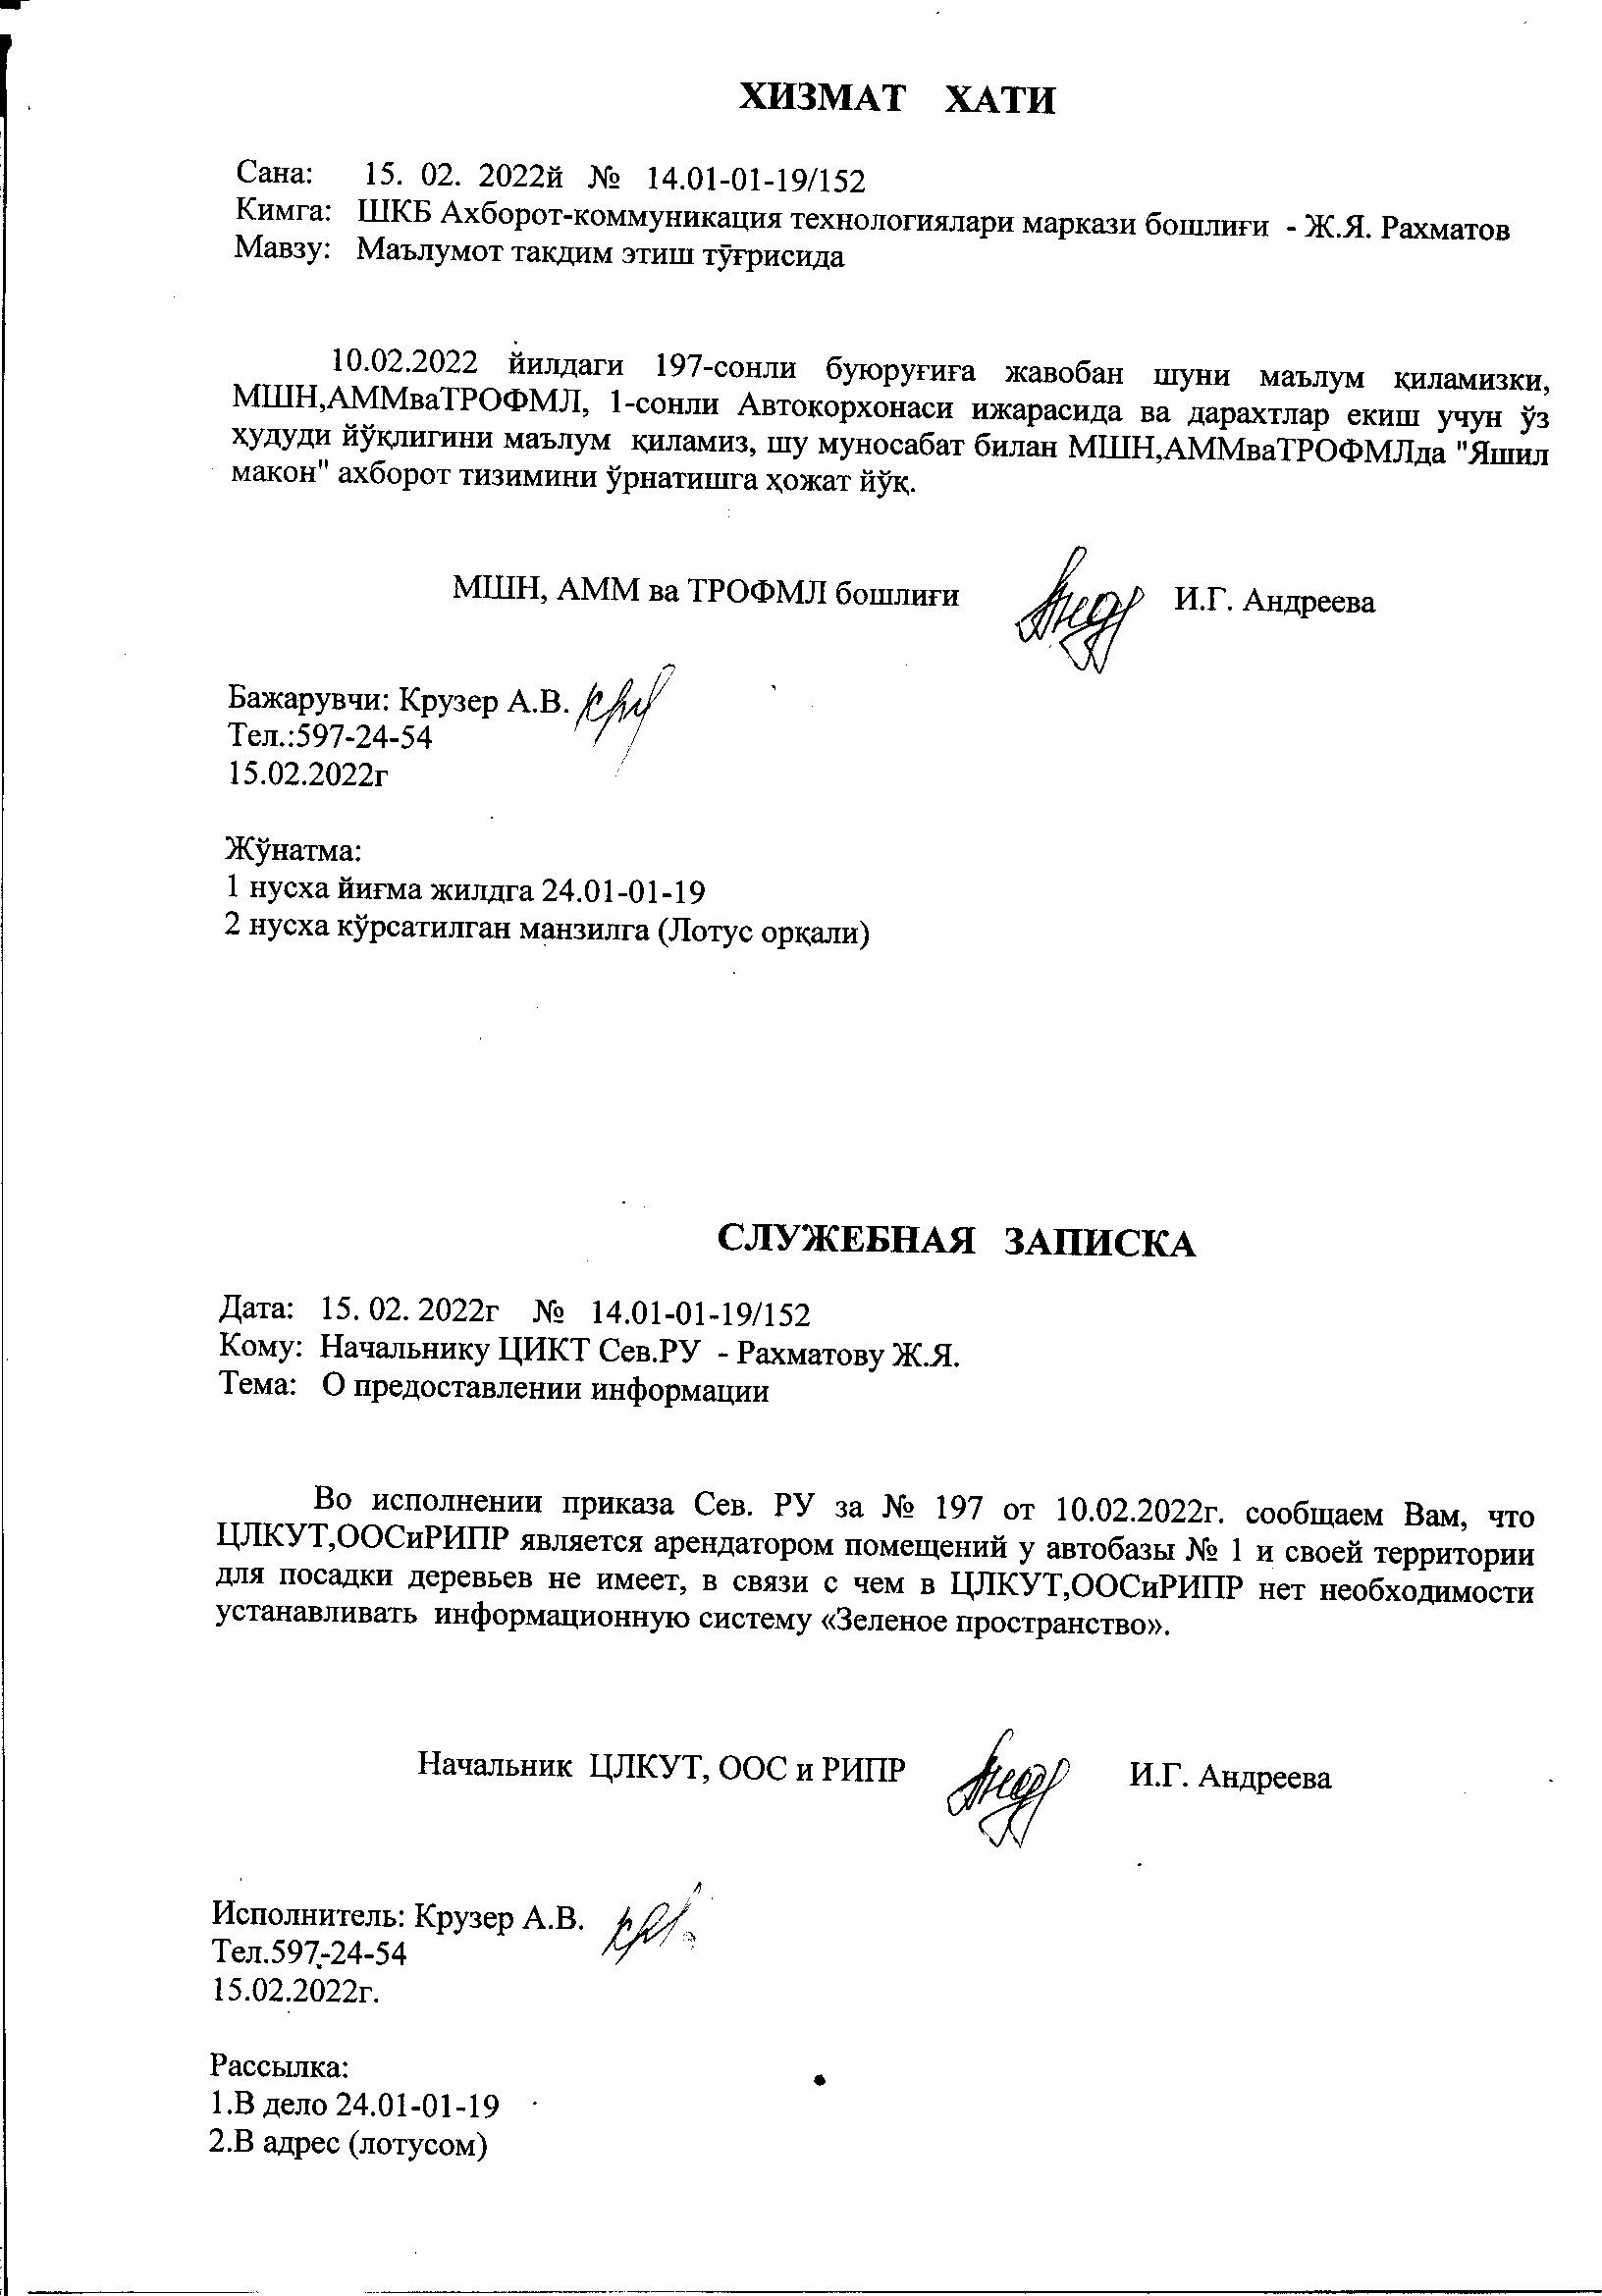 ХИЗМАТ ХАТИ
Сана: 15. 02. 2022й № 14.01-01-19/152
Кимга: ШКБ Ахборот-коммуникация технологиялари маркази бошлиғи - Ж.Я. Рахматов
Мавзу: Маълумот такдим этиш тўғрисида
10.02.2022 йилдаги 197-сонли буюруғиға жавобан шуни маълум қиламизки,
МШН,АММваТРОФМЛ, 1-сонли Автокорхонаси ижарасида ва дарахтлар екиш учун ўз
ҳудуди йўқлигини маълум қиламиз, шу муносабат билан МШН,АММваТРОФМЛда "Яшил
макон" ахборот тизимини ўрнатишга ҳожат йўқ.
МШН, АММ ва ТРОФМЛ бошлиғи И.Г. Андреева
Бажарувчи: Крузер А.В.
Тел.:597-24-54
15.02.2022г
Жўнатма:
1 нусха йиғма жилдга 24.01-01-19
2 нусха кўрсатилган манзилга (Лотус орқали)
СЛУЖЕБНАЯ ЗАПИСКА
Дата: 15. 02. 2022г № 14.01-01-19/152
Кому: Начальнику ЦИКТ Сев.РУ - Рахматову Ж.Я.
Тема: О предоставлении информации
Во исполнении приказа Сев. РУ за № 197 от 10.02.2022г. сообщаем Вам, что
ЦЛКУТ,ООСиРИПР является арендатором помещений у автобазы № 1 и своей территории
для посадки деревьев не имеет, в связи с чем в ЦЛКУТ,ООСиРИПР нет необходимости
устанавливать информационную систему «Зеленое пространство».
Начальник ЦЛКУТ, ООС и РИПР И.Г. Андреева
Исполнитель: Крузер А.В.
Тел.597-24-54
15.02.2022г.
Рассылка:
1.В дело 24.01-01-19
2.В адрес (лотусом)